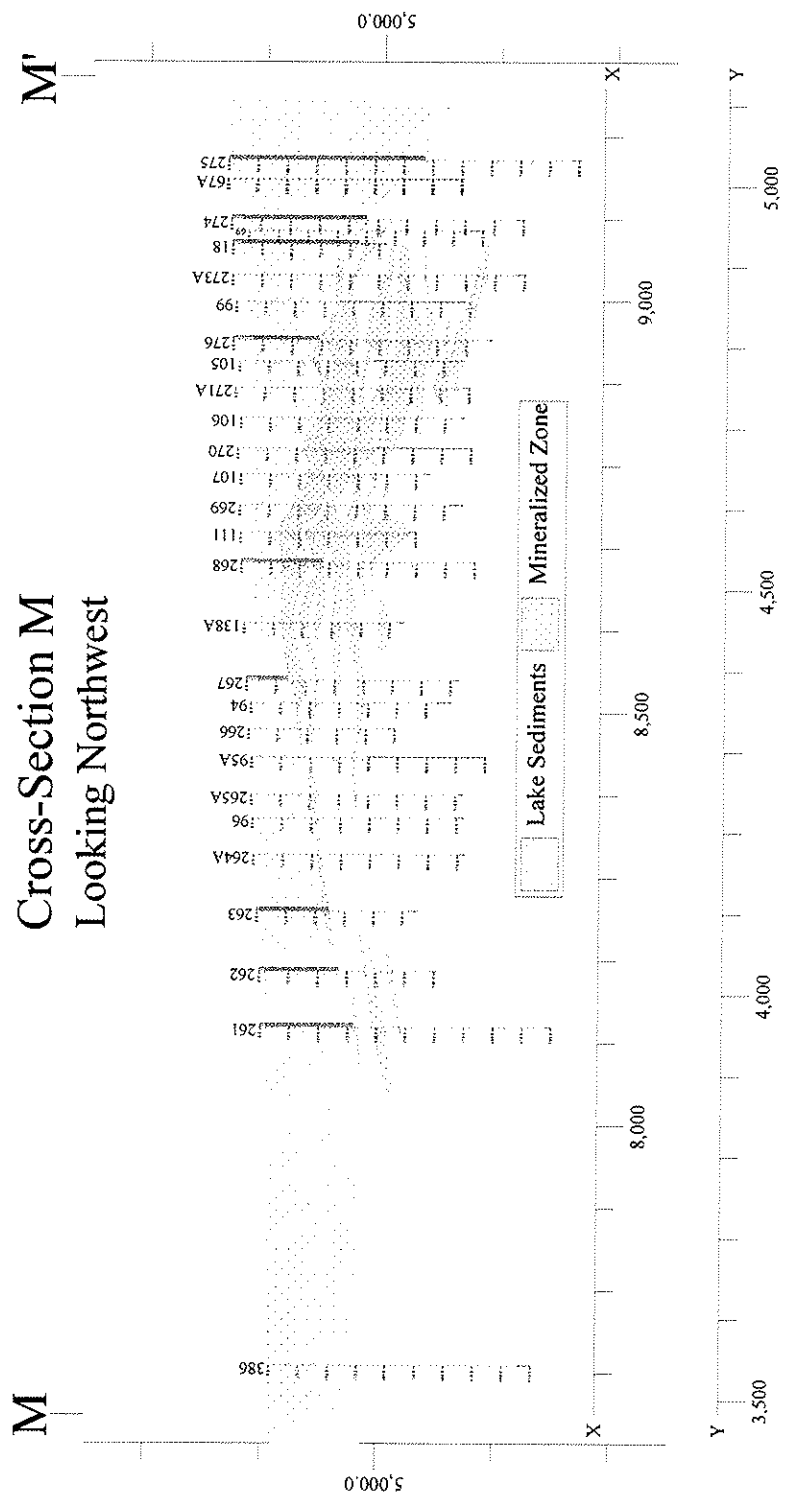 Cross-Section M
Looking Northwest
M
M'
386
261
262
263
264A
96
265A
95A
266
94
267
138A
268
111
269
107
270
106
271A
105
276
99
273A
18
69
274
67A
275
5,000.0
5,000.0
Lake Sediments
Mineralized Zone
X
8,000
8,500
9,000
X
Y
3,500
4,000
4,500
5,000
Y